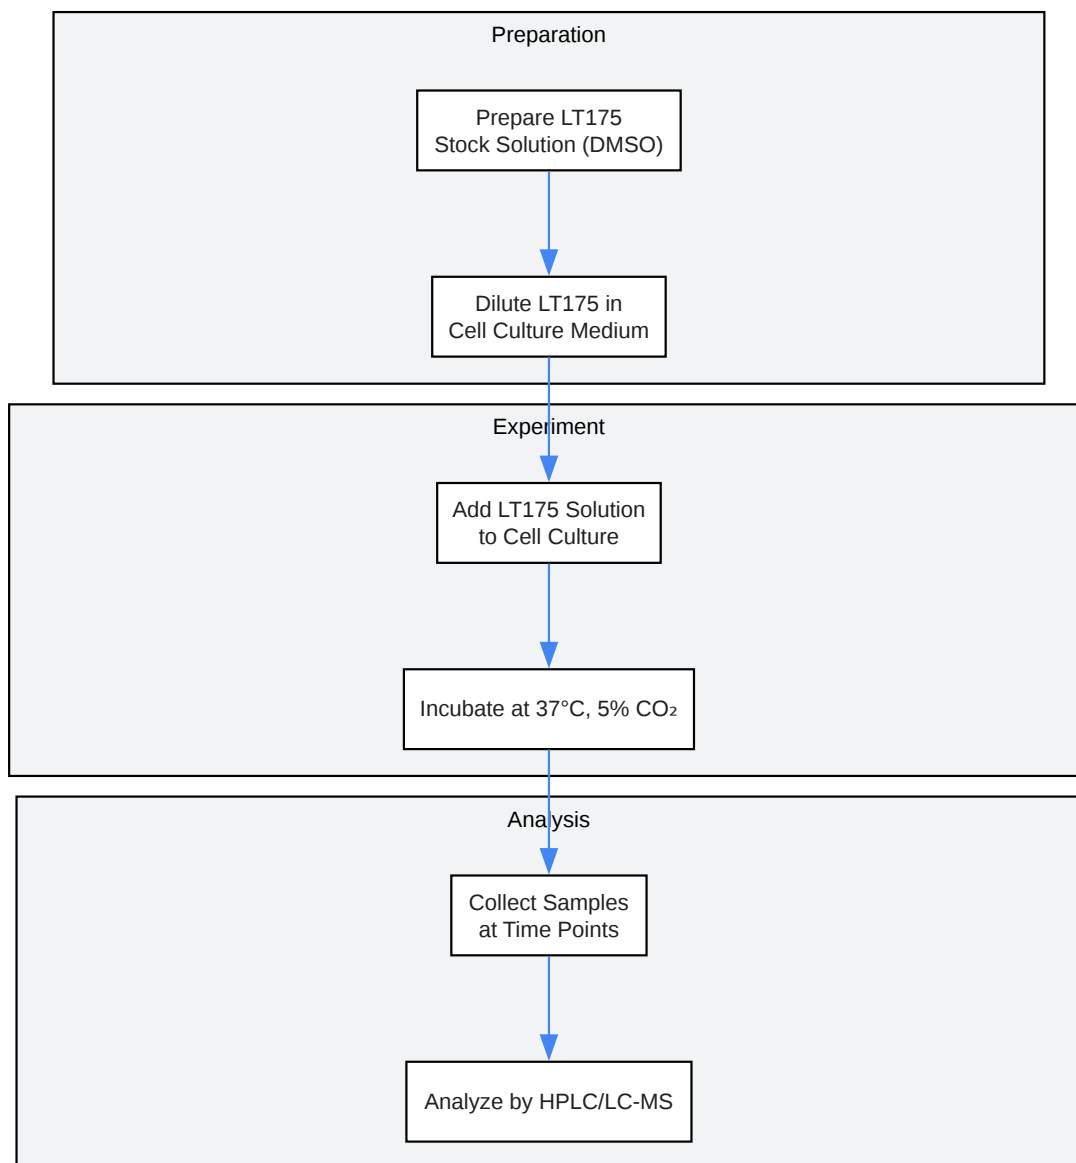 Preparation
Prepare LT175
Stock Solution (DMSO)
Dilute LT175 in
Cell Culture Medium
Experiment
Add LT175 Solution
to Cell Culture
Incubate at 37°C, 5% CO₂
Analysis
Collect Samples
at Time Points
Analyze by HPLC/LC-MS